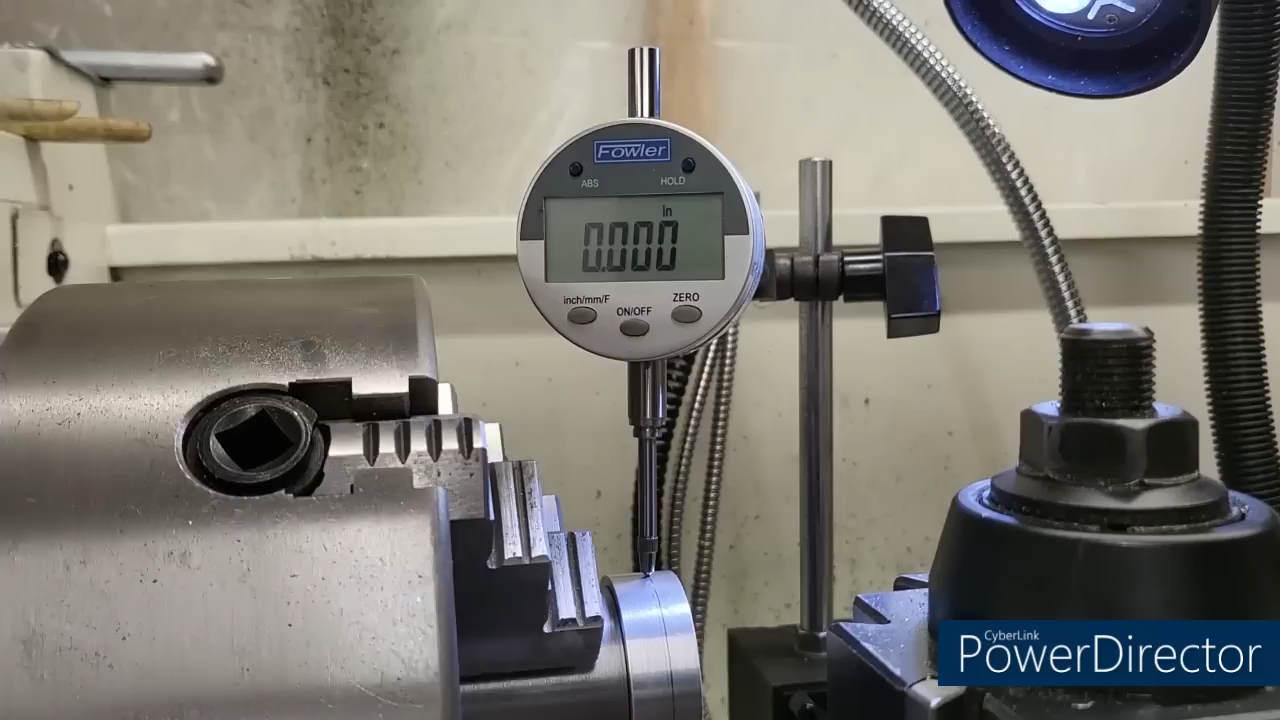 Fowler
ABS HOLD
in
0.000
inch/mm/F ON/OFF ZERO
CyberLink
PowerDirector